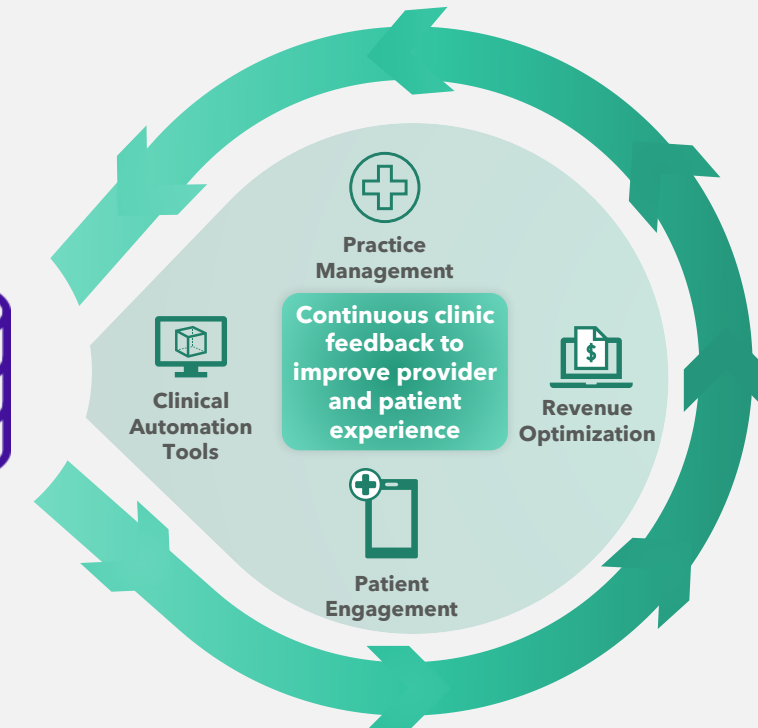 Practice
Management
Continuous clinic
feedback to
improve provider
and patient
experience
Clinical
Automation
Tools
$
Revenue
Optimization
Patient
Engagement